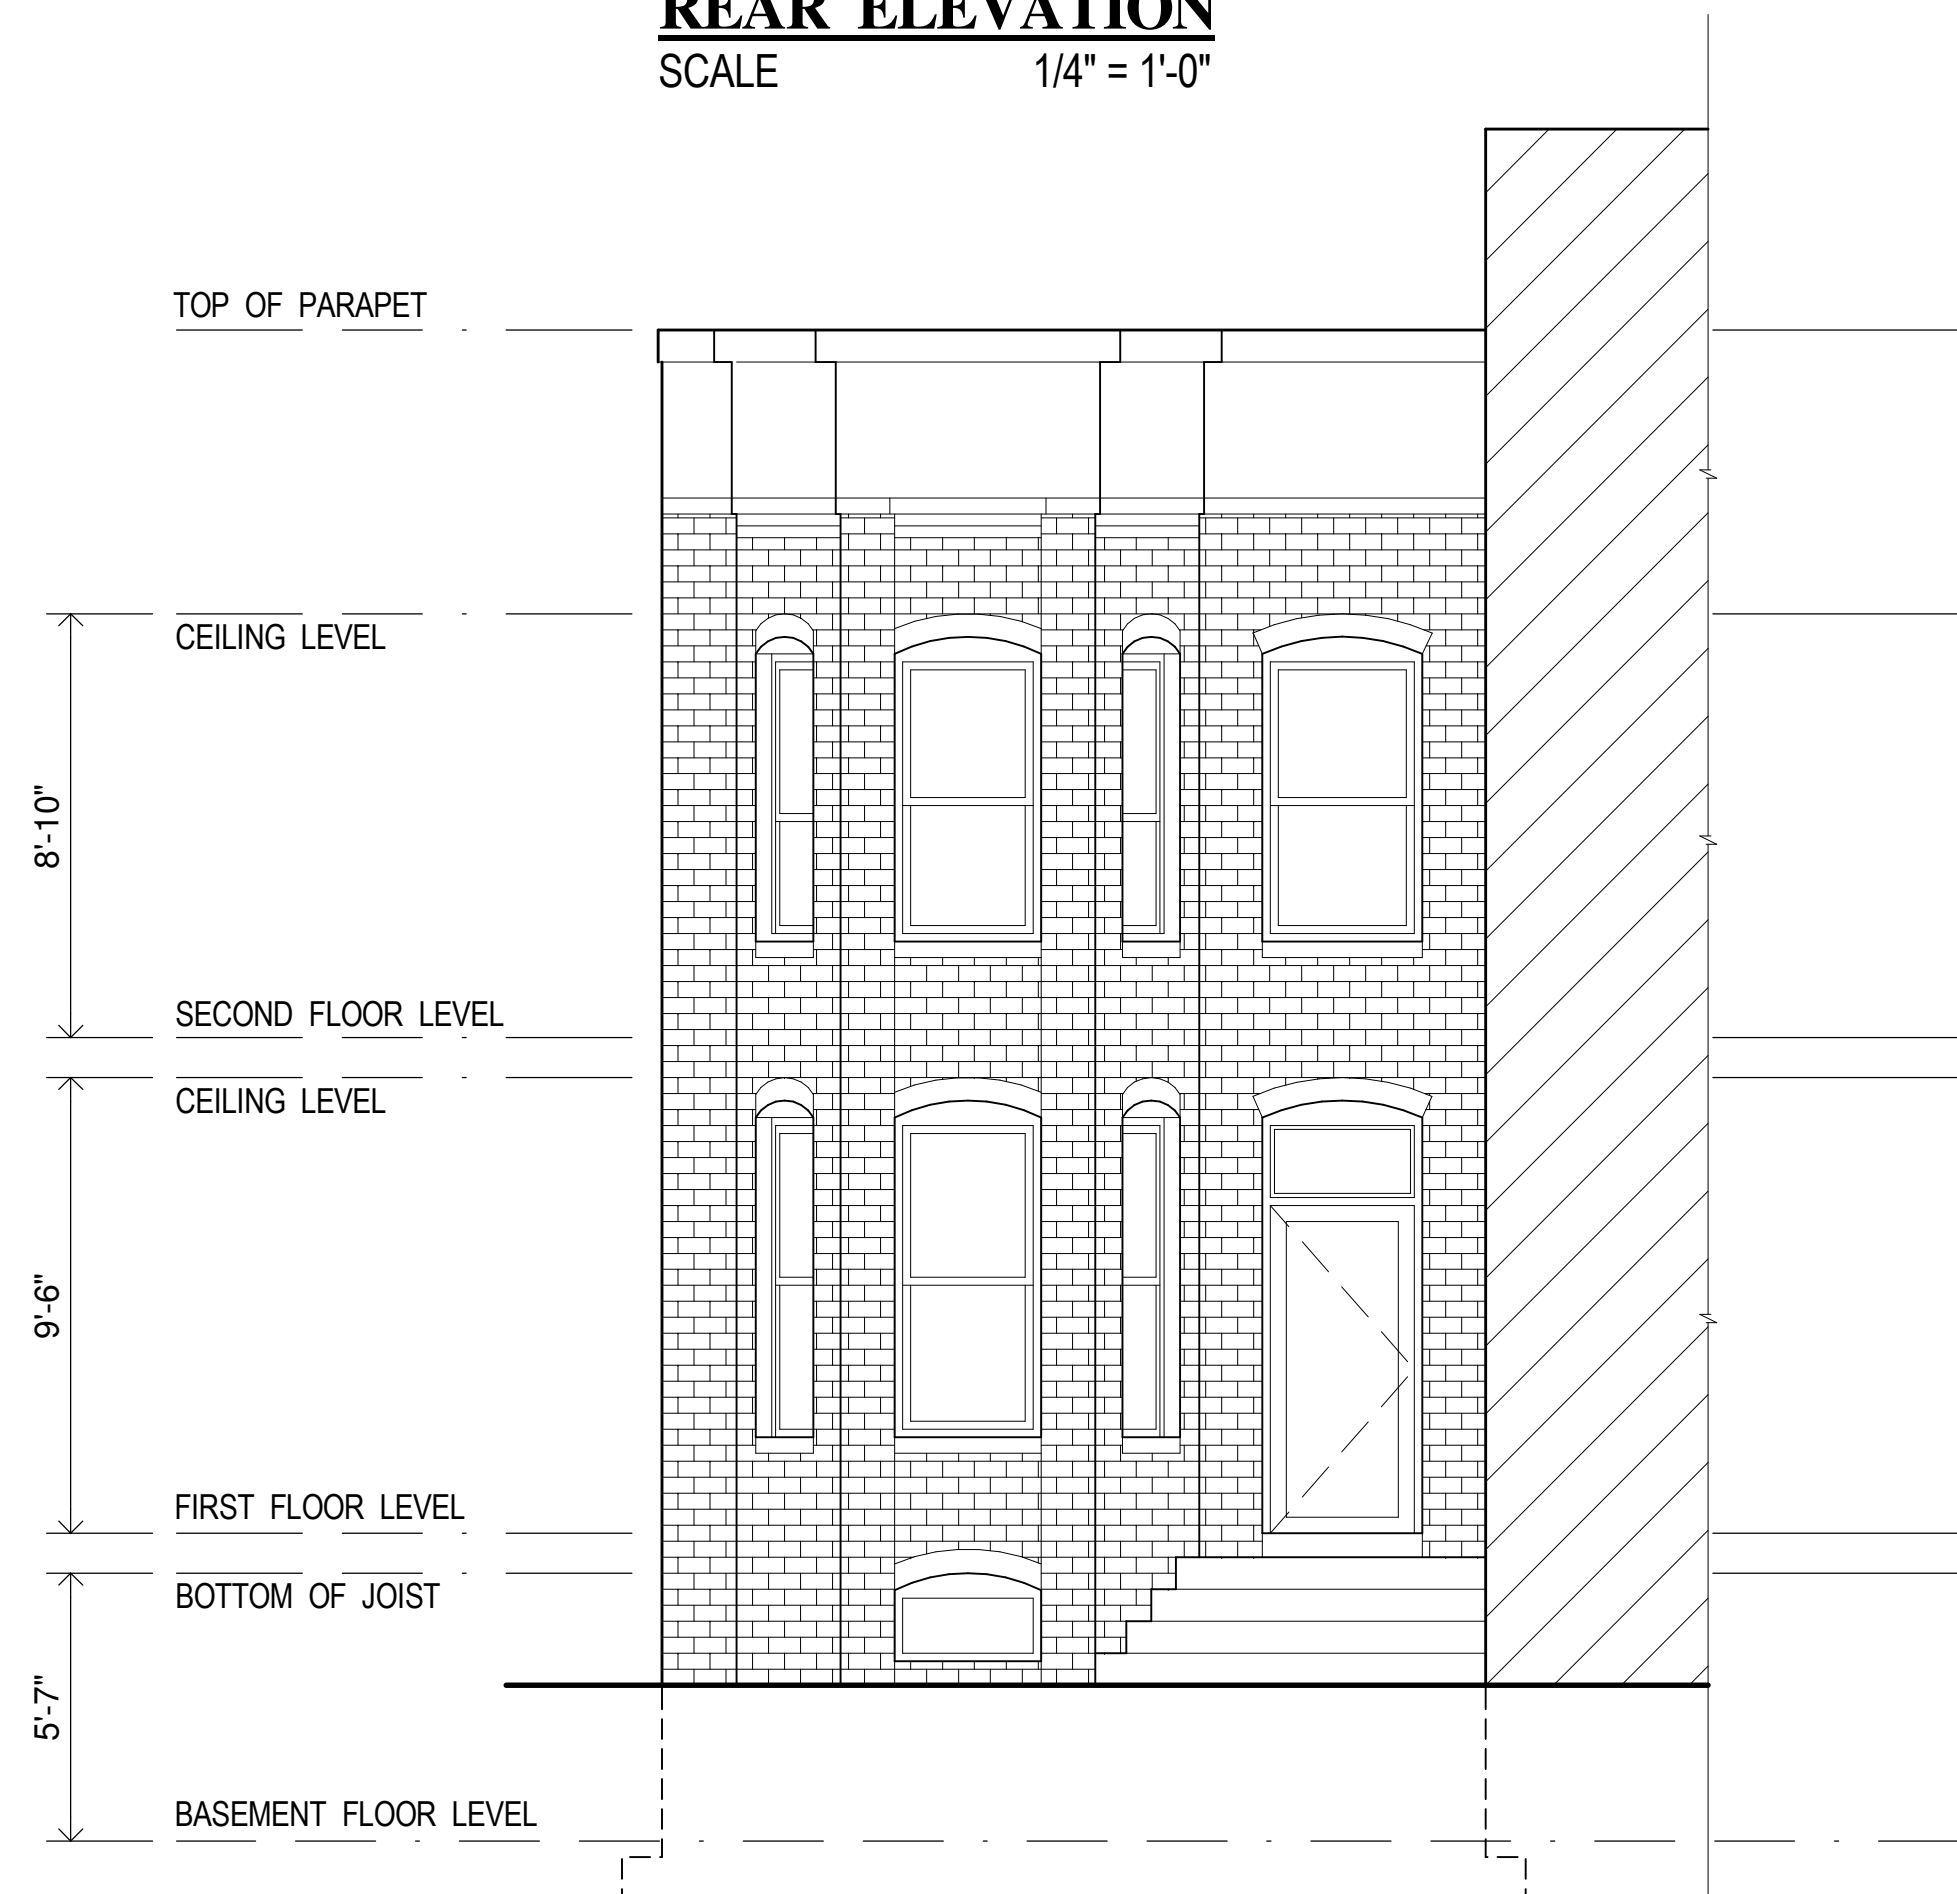 REAR ELEVATION
SCALE 1/4" = 1'-0"
TOP OF PARAPET
CEILING LEVEL
8'-10"
SECOND FLOOR LEVEL
CEILING LEVEL
9'-6"
FIRST FLOOR LEVEL
BOTTOM OF JOIST
5'-7"
BASEMENT FLOOR LEVEL